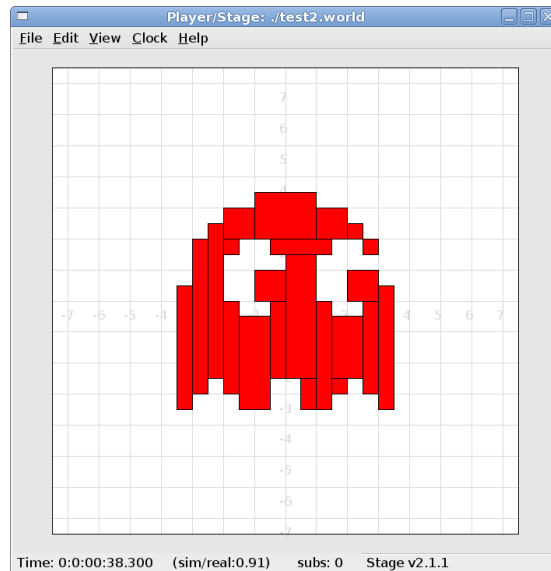 Player/Stage: ./test2.world
File Edit View Clock Help
7
6
5
4
-7 -6 -5 -4 4 5 6 7
-3
-4
-5
-6
-7
Time: 0:0:00:38.300 (sim/real:0.91) subs: 0 Stage v2.1.1